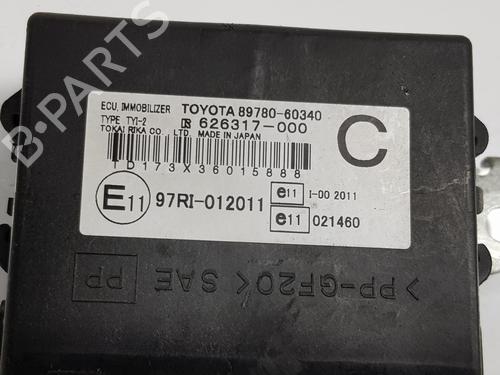 ECU, IMMOBILIZER TOYOTA 89780-60340
TYPE TYI-2 626317-000
TOKAI RIKA CO., LTD. MADE IN JAPAN
C
TD173X36015888
E11 97RI-012011
e11 I-00 2011
e11 021460
>PP-GF20< SAE PP
B-PARTS